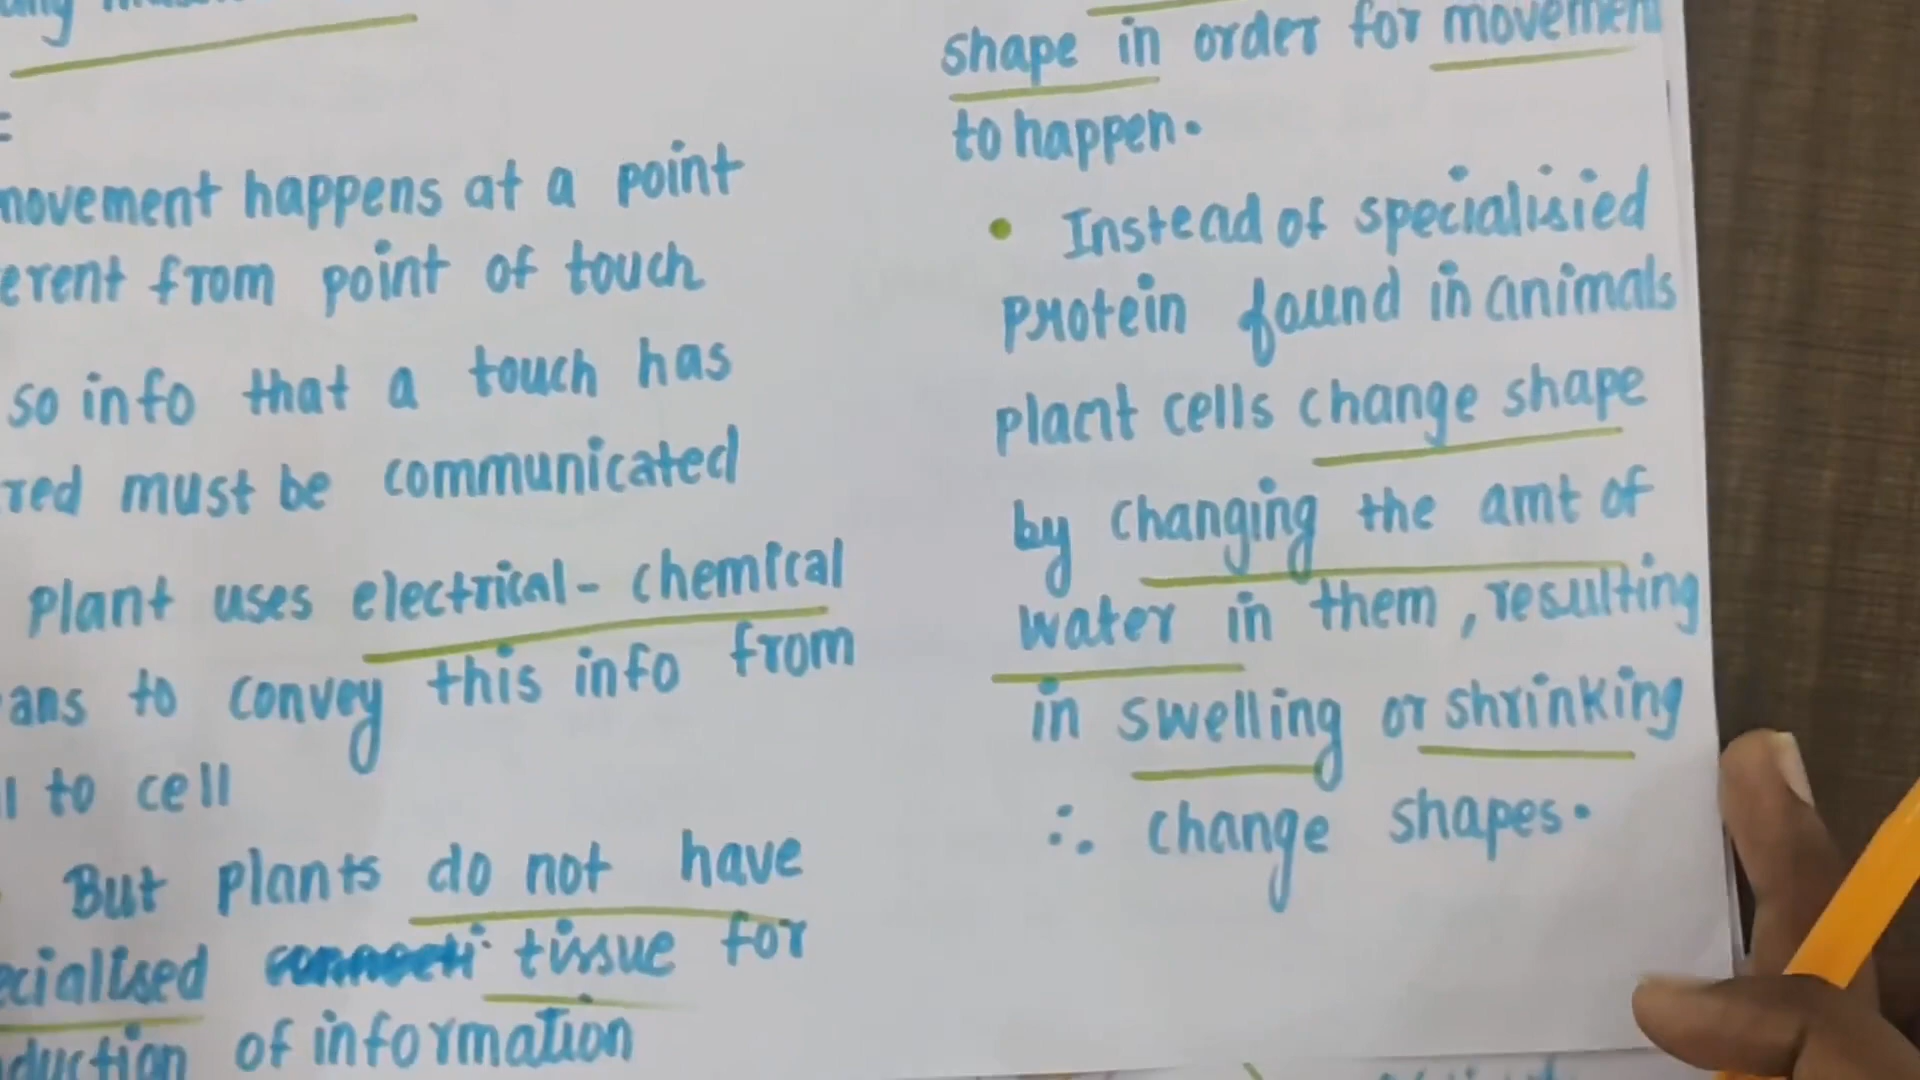 movement happens at a point
erent from point of touch
so info that a touch has
red must be communicated
Plant uses electrical - chemical
ans to convey this info from
l to cell
But plants do not have
ecialised tissue for
duction of information
shape in order for movement
to happen.
• Instead of specialisied
protein found in animals
plant cells change shape
by changing the amt of
water in them, resulting
in swelling or shrinking
∴ change shapes.